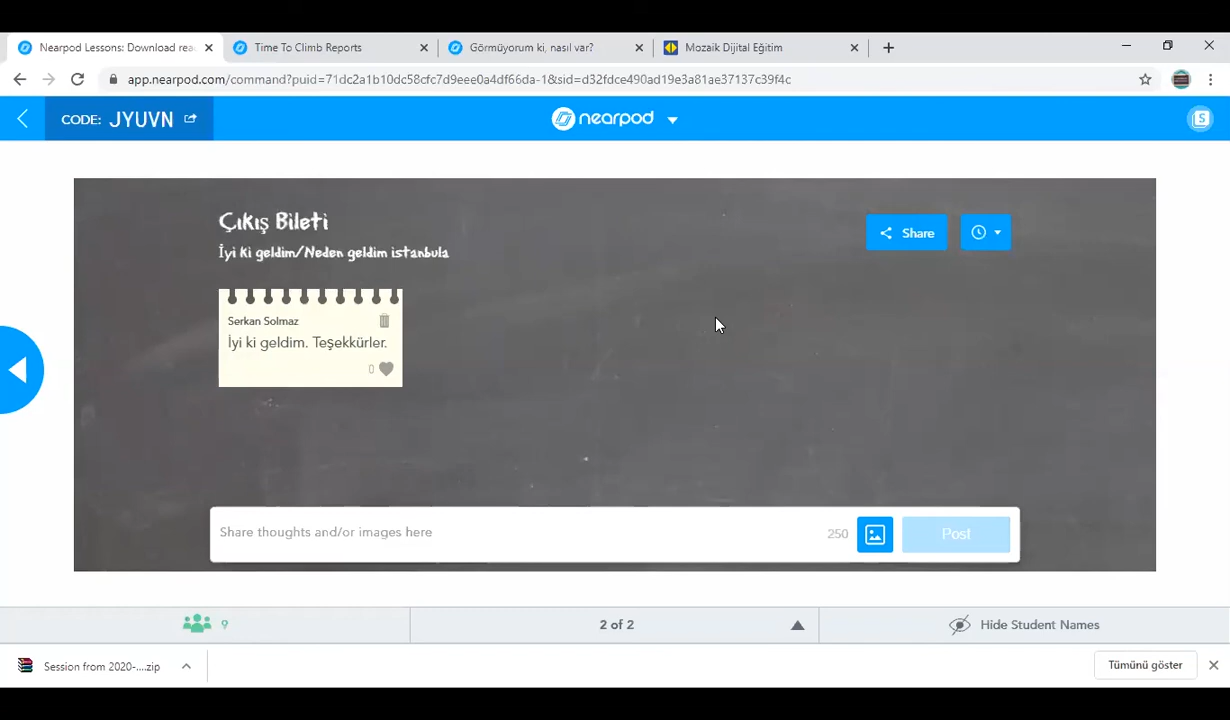 Nearpod Lessons: Download rea
Time To Climb Reports
Görmüyorum ki, nasıl var?
Mozaik Dijital Eğitim
app.nearpod.com/command?puid=71dc2a1b10dc58cfc7d9eee0a4df66da-1&sid=d32fdce490ad19e3a81ae37137c39f4c
CODE: JYUVN
nearpod
S
Çıkış Bileti
İyi ki geldim/Neden geldim istanbula
Share
Serkan Solmaz
İyi ki geldim. Teşekkürler.
0
Share thoughts and/or images here
250
Post
9
2 of 2
Hide Student Names
Session from 2020-....zip
Tümünü göster